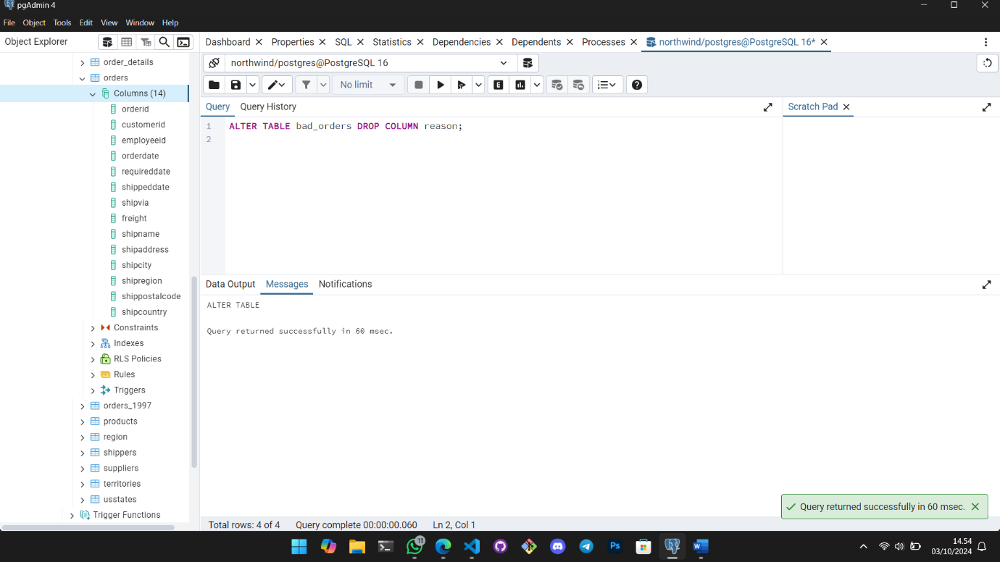 pgAdmin 4
File Object Tools Edit View Window Help
Object Explorer
Dashboard Properties SQL Statistics Dependencies Dependents Processes northwind/postgres@PostgreSQL 16*
northwind/postgres@PostgreSQL 16
No limit
E
Query Query History
Scratch Pad
1 ALTER TABLE bad_orders DROP COLUMN reason;
2
order_details
orders
Columns (14)
orderid
customerid
employeeid
orderdate
requireddate
shippeddate
shipvia
freight
shipname
shipaddress
shipcity
shipregion
shippostalcode
shipcountry
Constraints
Indexes
RLS Policies
Rules
Triggers
orders_1997
products
region
shippers
suppliers
territories
usstates
Trigger Functions
Data Output Messages Notifications
ALTER TABLE
Query returned successfully in 60 msec.
Query returned successfully in 60 msec.
Total rows: 4 of 4 Query complete 00:00:00.060 Ln 2, Col 1
11
Ps
W
14.54
03/10/2024